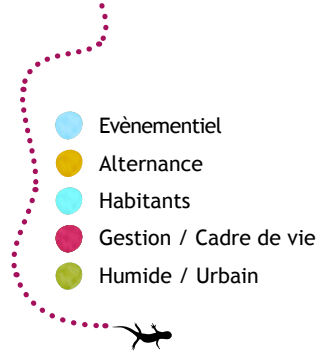 Evènementiel
Alternance
Habitants
Gestion / Cadre de vie
Humide / Urbain